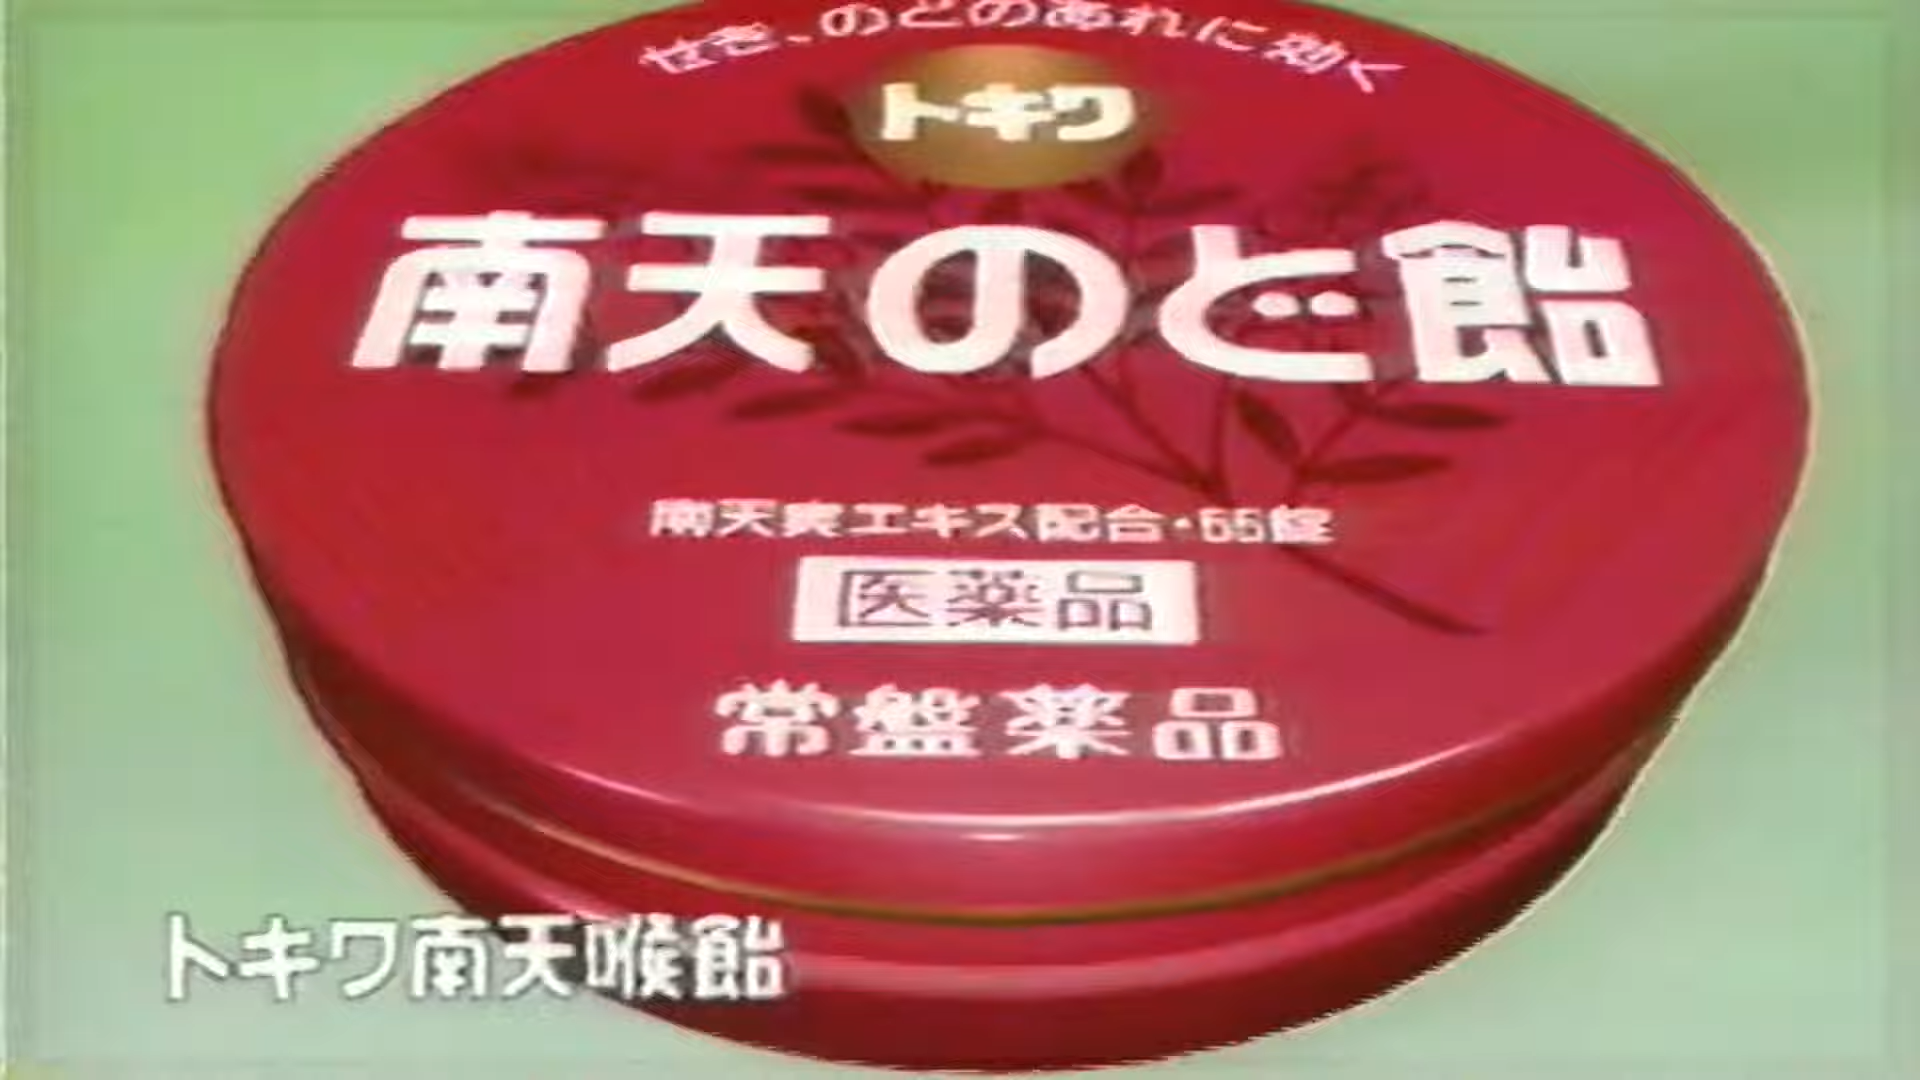 せき、のどのあれに効く
トキワ
南天のど飴
南天実エキス配合・55錠
医薬品
常盤薬品
トキワ南天喉飴